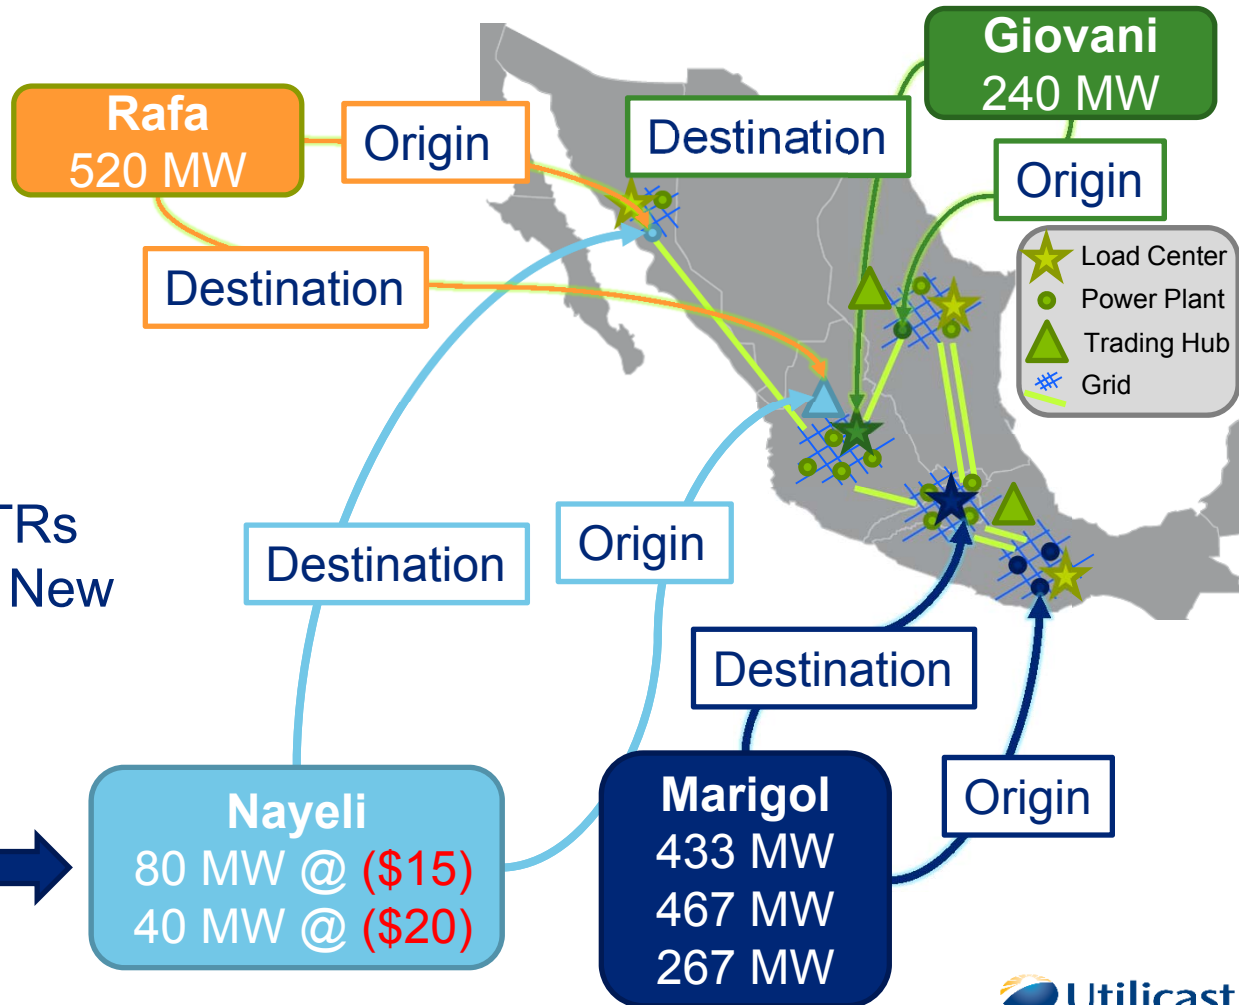 Giovani
240 MW
Rafa
520 MW
Origin
Destination
Origin
Destination
Load Center
Power Plant
Trading Hub
Grid
TRs
New
Destination
Origin
Destination
Origin
Nayeli
80 MW @ ($15)
40 MW @ ($20)
Marigol
433 MW
467 MW
267 MW
Utilicast